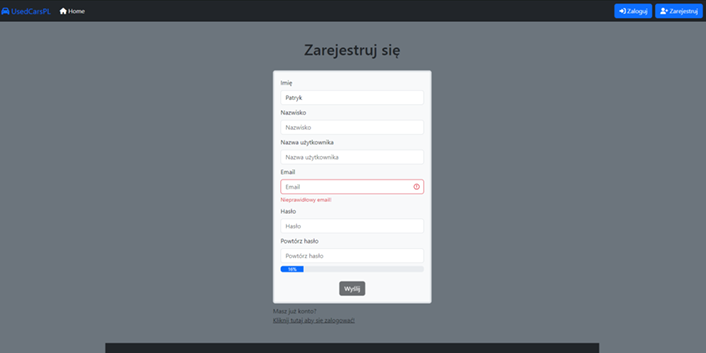 UsedCarsPL Home Zaloguj Zarejestruj
Zarejestruj się
Imię
Patryk
Nazwisko
Nazwisko
Nazwa użytkownika
Nazwa użytkownika
Email
Email
Nieprawidłowy email!
Hasło
Hasło
Powtórz hasło
Powtórz hasło
16%
Wyślij
Masz już konto?
Kliknij tutaj aby się zalogować!